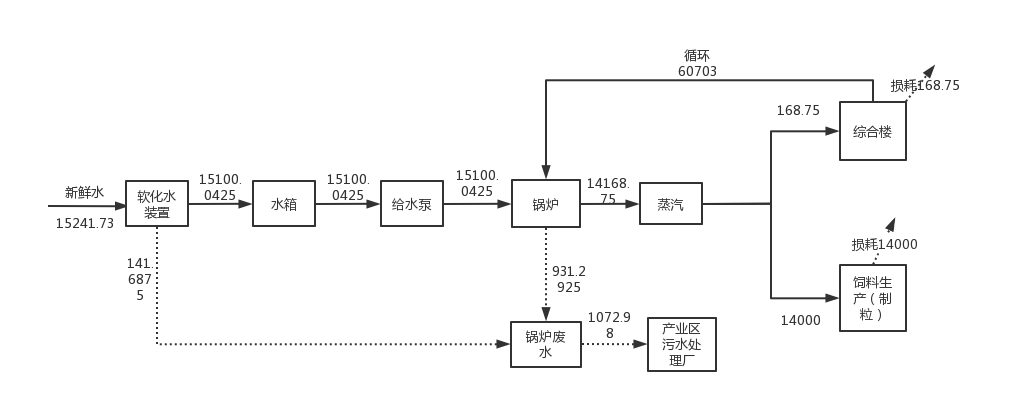 循环
60703
损耗168.75
168.75
综合楼
新鲜水
15241.73
软化水
装置
15100.
0425
水箱
15100.
0425
给水泵
15100.
0425
锅炉
14168.
75
蒸汽
损耗14000
饲料生
产（制
粒）
14000
141.
687
5
931.2
925
锅炉废
水
1072.9
8
产业区
污水处
理厂